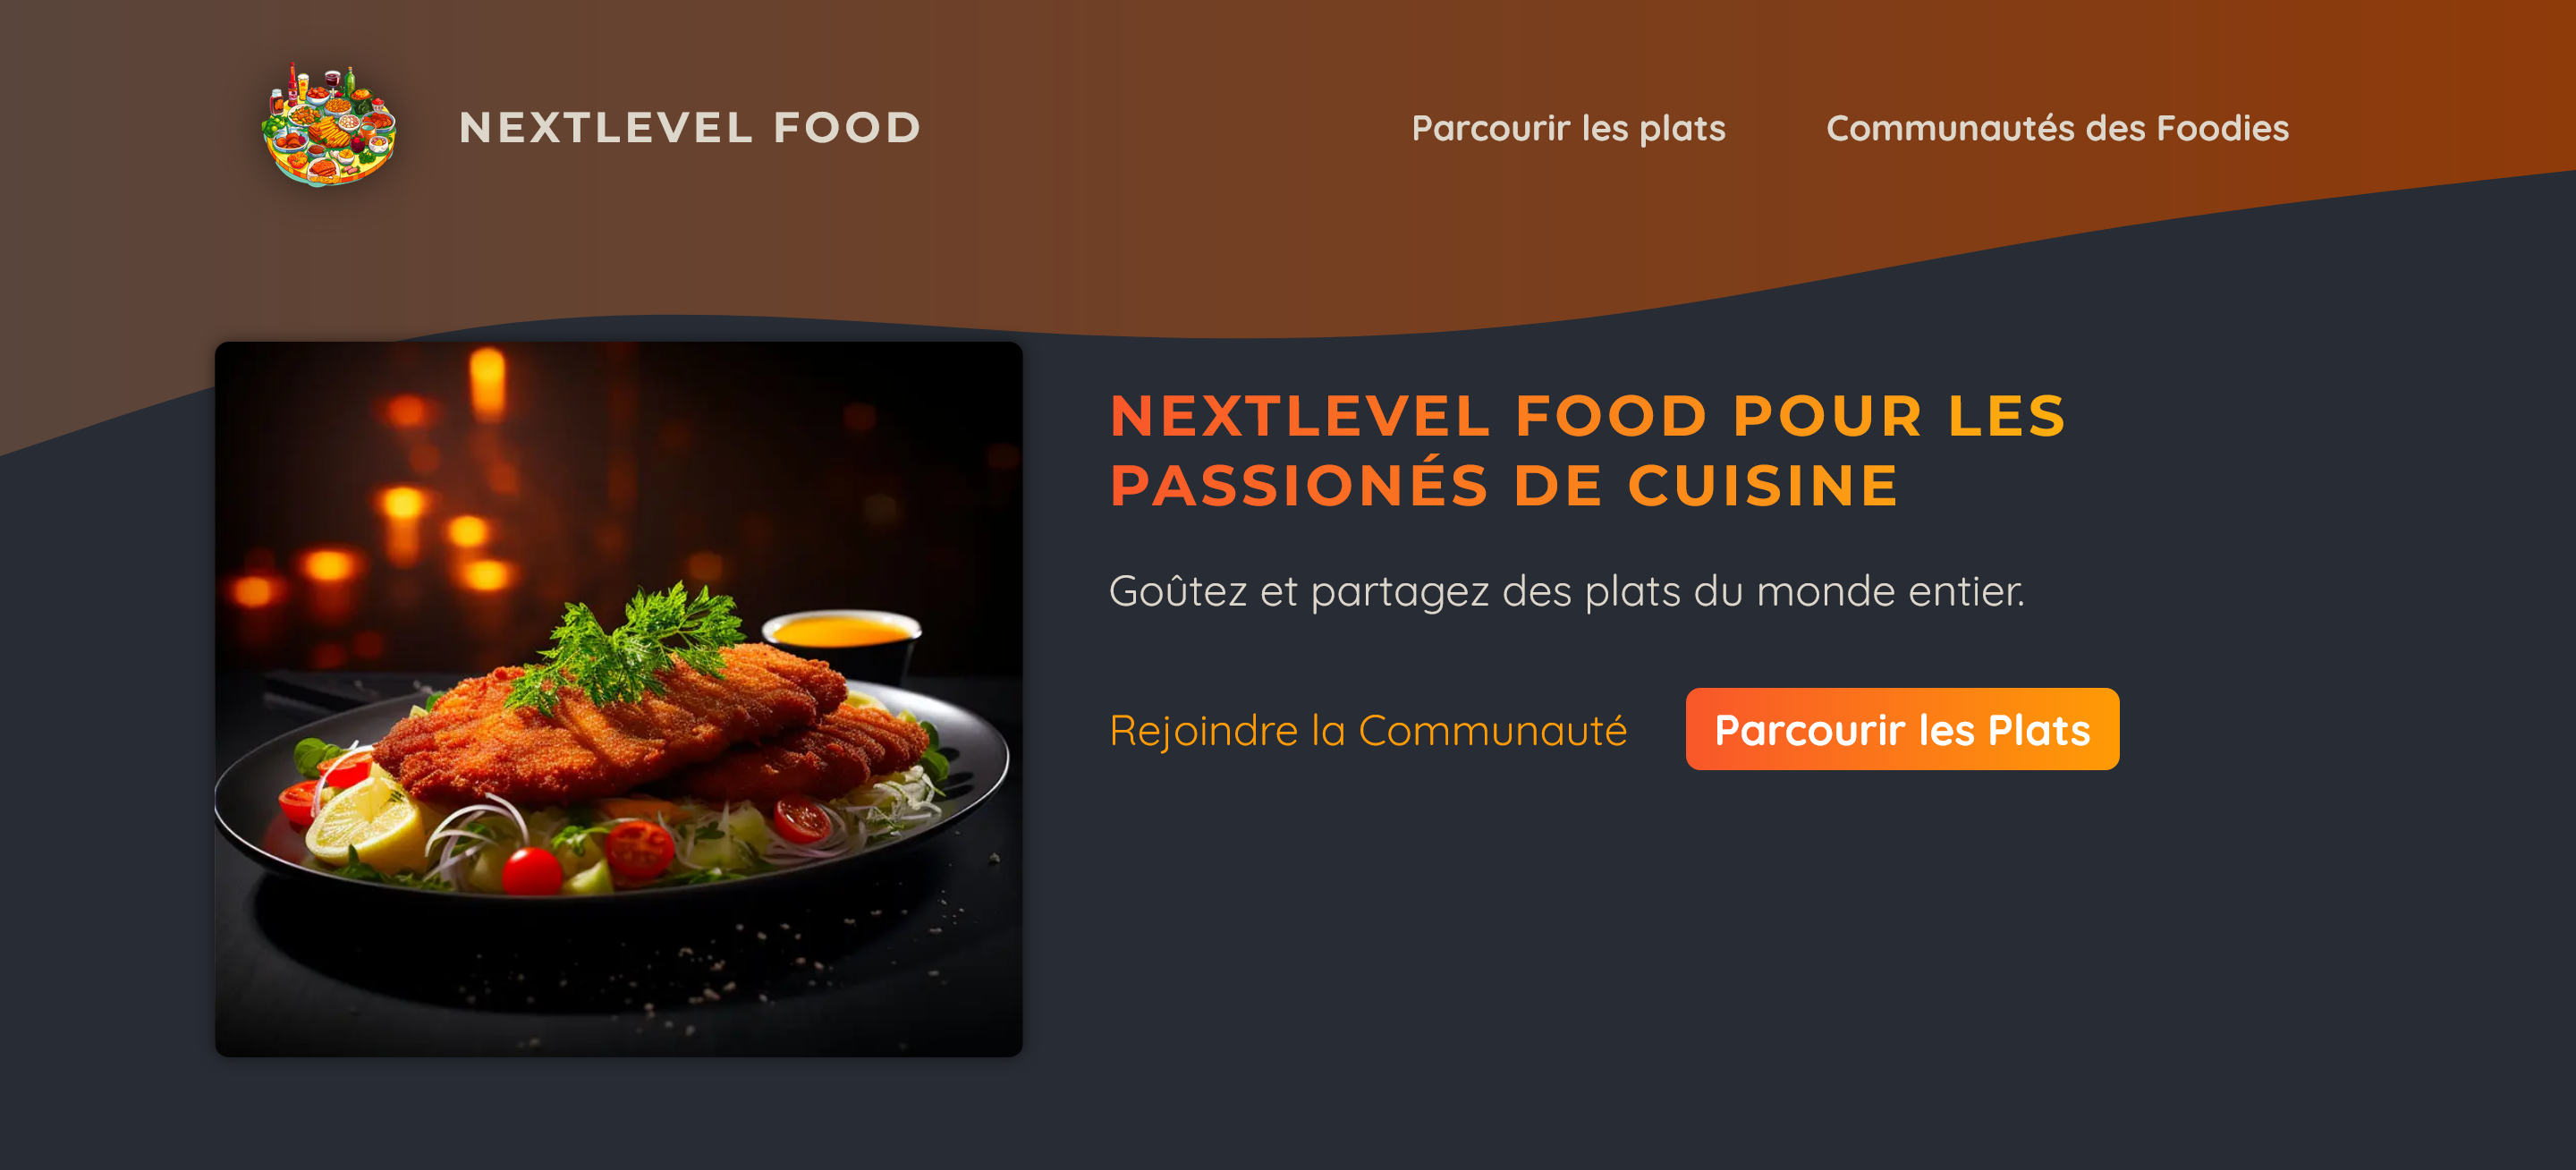 NEXTLEVEL FOOD
Parcourir les plats
Communautés des Foodies
NEXTLEVEL FOOD POUR LES
PASSIONÉS DE CUISINE
Goûtez et partagez des plats du monde entier.
Rejoindre la Communauté
Parcourir les Plats